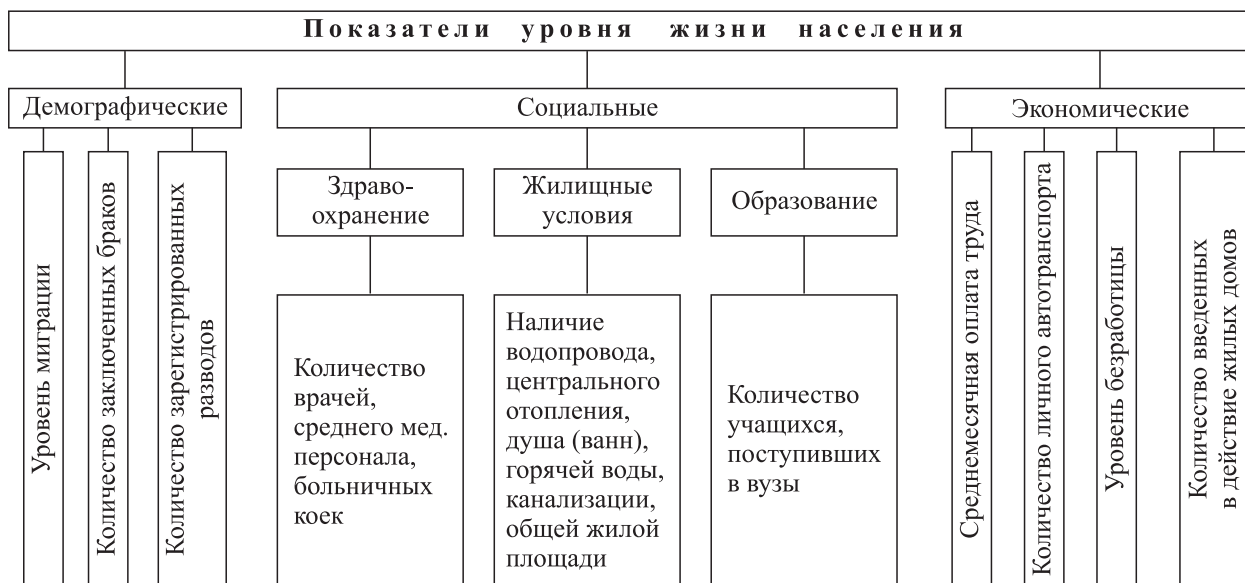 Показатели уровня жизни населения
Демографические
Социальные
Экономические
Уровень миграции
Количество заключенных браков
Количество зарегистрированных
разводов
Здраво-
охранение
Жилищные
условия
Образование
Количество
врачей,
среднего мед.
персонала,
больничных
коек
Наличие
водопровода,
центрального
отопления,
душа (ванн),
горячей воды,
канализации,
общей жилой
площади
Количество
учащихся,
поступивших
в вузы
Среднемесячная оплата труда
Количество личного автотранспорта
Уровень безработицы
Количество введенных
в действие жилых домов